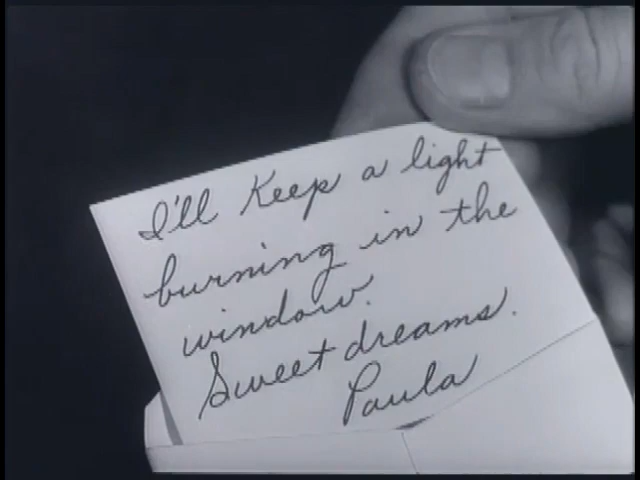 I'll Keep a light
burning in the
window.
Sweet dreams.
Paula